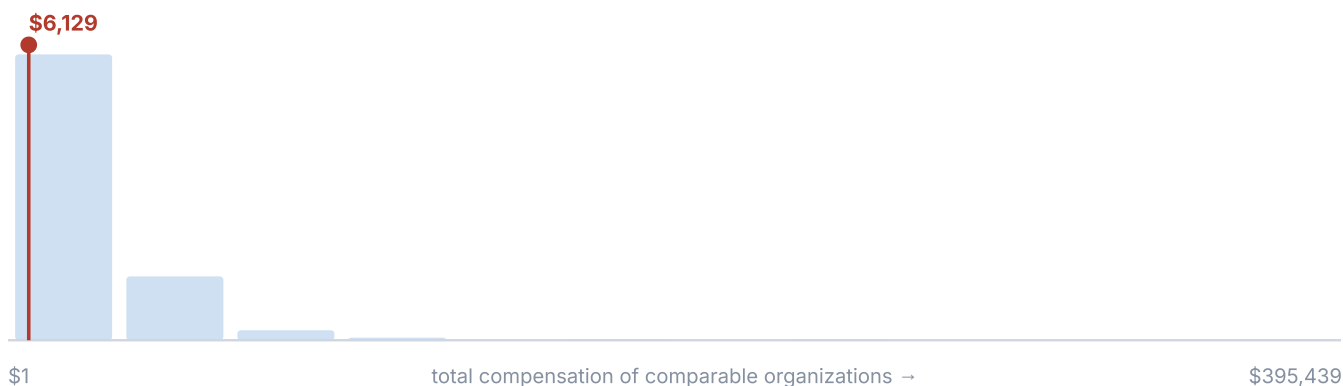 $6,129
$1 total compensation of comparable organizations → $395,439